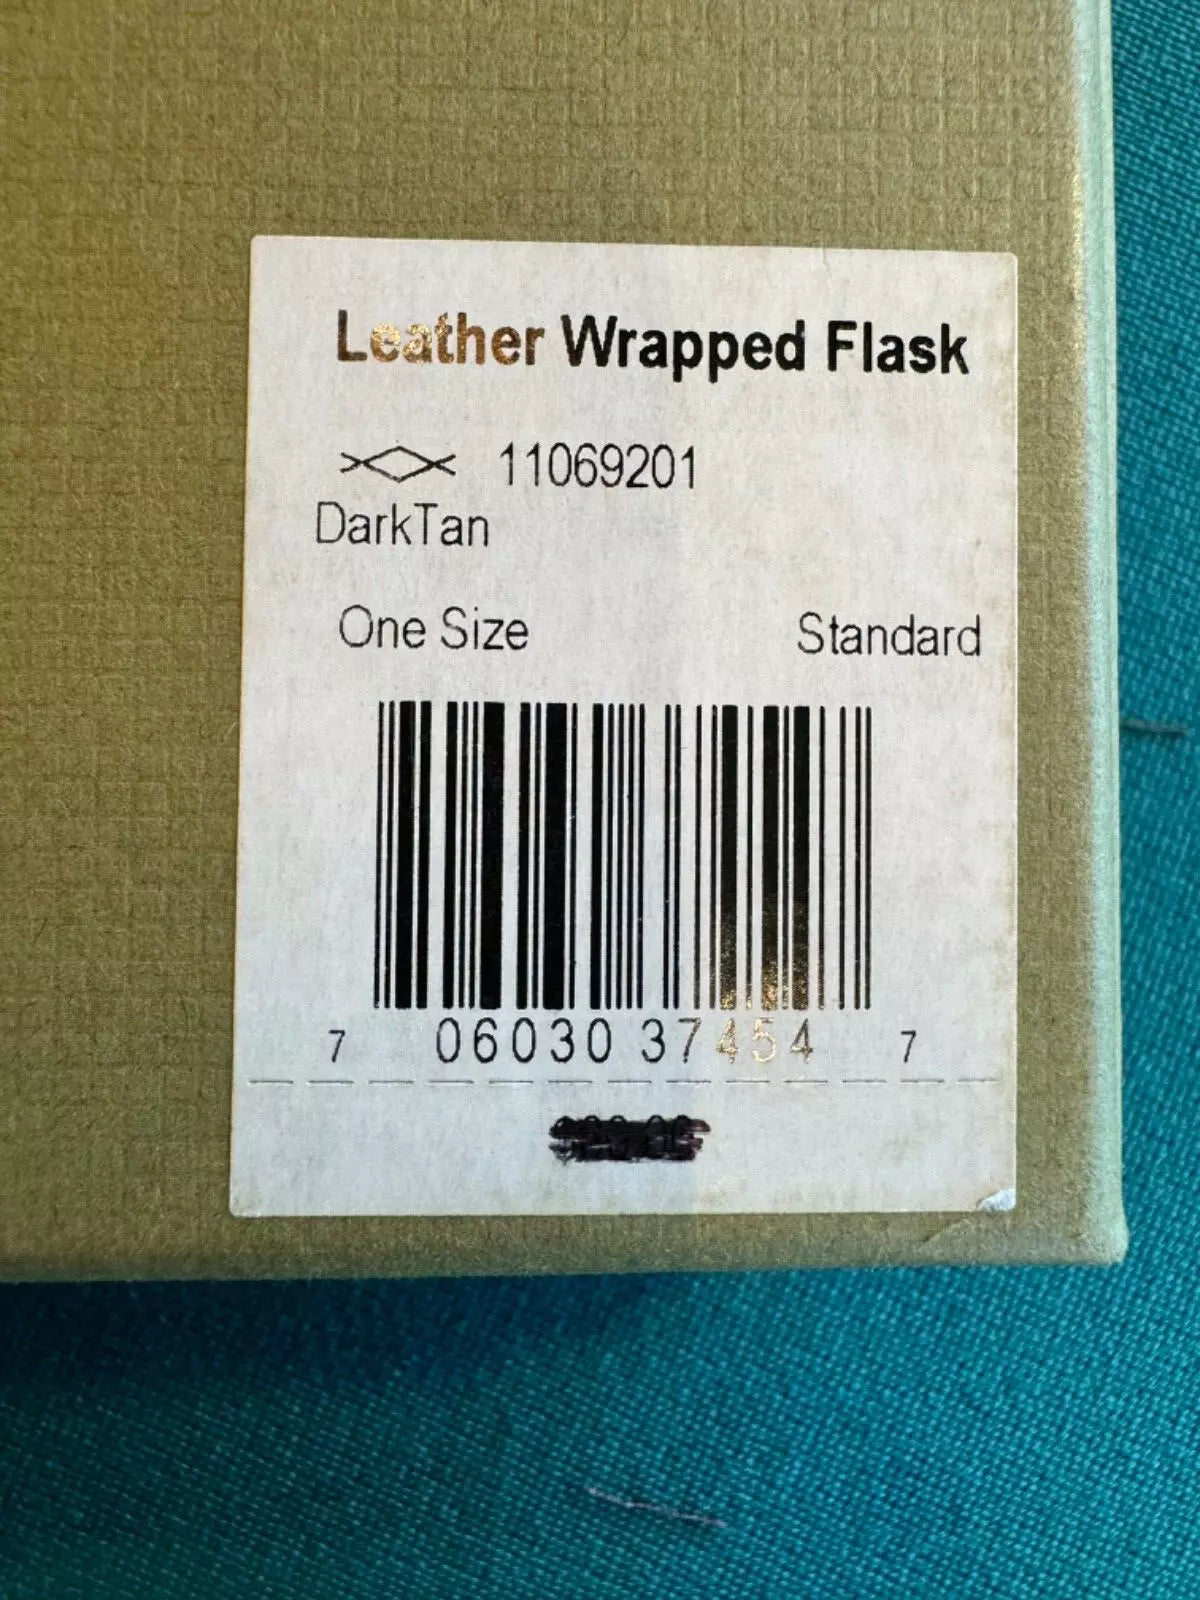 Leather Wrapped Flask
11069201
DarkTan
One Size Standard
7 06030 37454 7